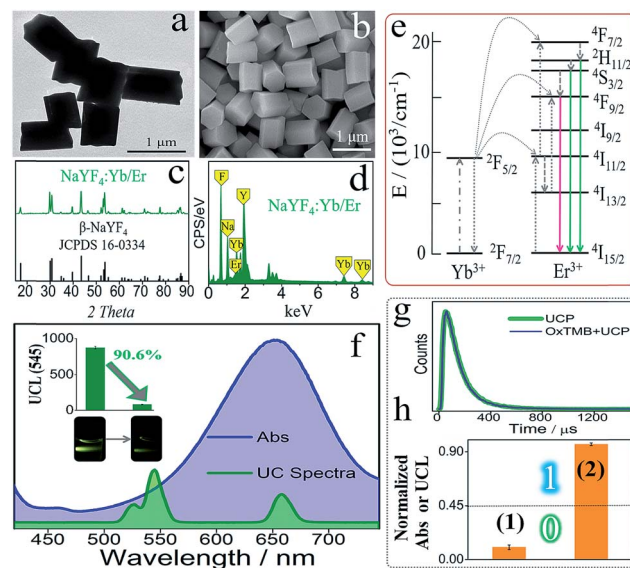 a
1 μm
b
1 μm
c
NaYF4:Yb/Er
β-NaYF4
JCPDS 16-0334
10 20 30 40 50 60 70 80 90
2 Theta
d
NaYF4:Yb/Er
CPS/eV
F
Y
Na
Yb
Er
Yb
Yb
0 2 4 6 8
keV
e
E / (10³/cm⁻¹)
20
10
0
²F5/2
²F7/2
Yb³⁺
⁴F7/2
²H11/2
⁴S3/2
⁴F9/2
⁴I9/2
⁴I11/2
⁴I13/2
⁴I15/2
Er³⁺
f
UCL (545)
1000
500
0
90.6%
Abs
UC Spectra
450 500 550 600 650 700
Wavelength / nm
g
UCP
OxTMB+UCP
Counts
0 400 800 1200
Time / μs
h
Normalized
Abs or UCL
0.90
0.45
0.00
(1)
(2)
1
0